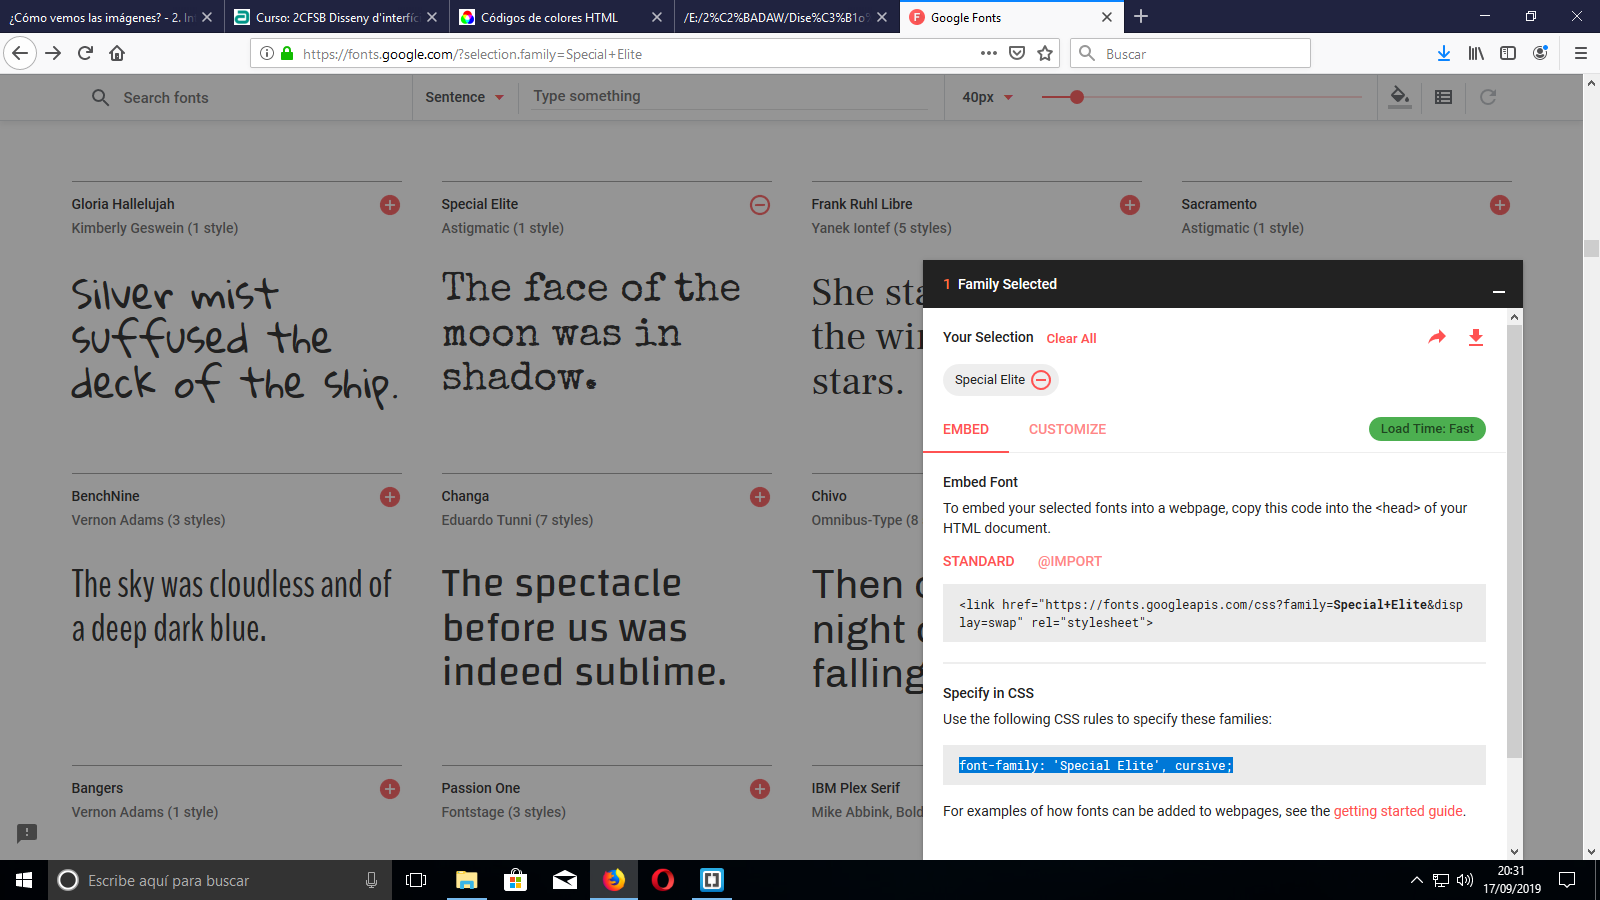 ¿Cómo vemos las imágenes? - 2. In
Curso: 2CFSB Disseny d'interfíc
Códigos de colores HTML
/E:/2%C2%BADAW/Dise%C3%B1o%
Google Fonts
https://fonts.google.com/?selection.family=Special+Elite
Buscar
Search fonts
Sentence
Type something
40px
Gloria Hallelujah
Kimberly Geswein (1 style)
Silver mist
suffused the
deck of the ship.
Special Elite
Astigmatic (1 style)
The face of the
moon was in
shadow.
Frank Ruhl Libre
Yanek Iontef (5 styles)
She sta
the win
stars.
Sacramento
Astigmatic (1 style)
BenchNine
Vernon Adams (3 styles)
The sky was cloudless and of
a deep dark blue.
Changa
Eduardo Tunni (7 styles)
The spectacle
before us was
indeed sublime.
Chivo
Omnibus-Type (8
Then c
night c
falling
Bangers
Vernon Adams (1 style)
Passion One
Fontstage (3 styles)
IBM Plex Serif
Mike Abbink, Bold
1 Family Selected
Your Selection Clear All
Special Elite
EMBED CUSTOMIZE Load Time: Fast
Embed Font
To embed your selected fonts into a webpage, copy this code into the <head> of your
HTML document.
STANDARD @IMPORT
<link href="https://fonts.googleapis.com/css?family=Special+Elite&disp
lay=swap" rel="stylesheet">
Specify in CSS
Use the following CSS rules to specify these families:
font-family: 'Special Elite', cursive;
For examples of how fonts can be added to webpages, see the getting started guide.
Escribe aquí para buscar
20:31
17/09/2019